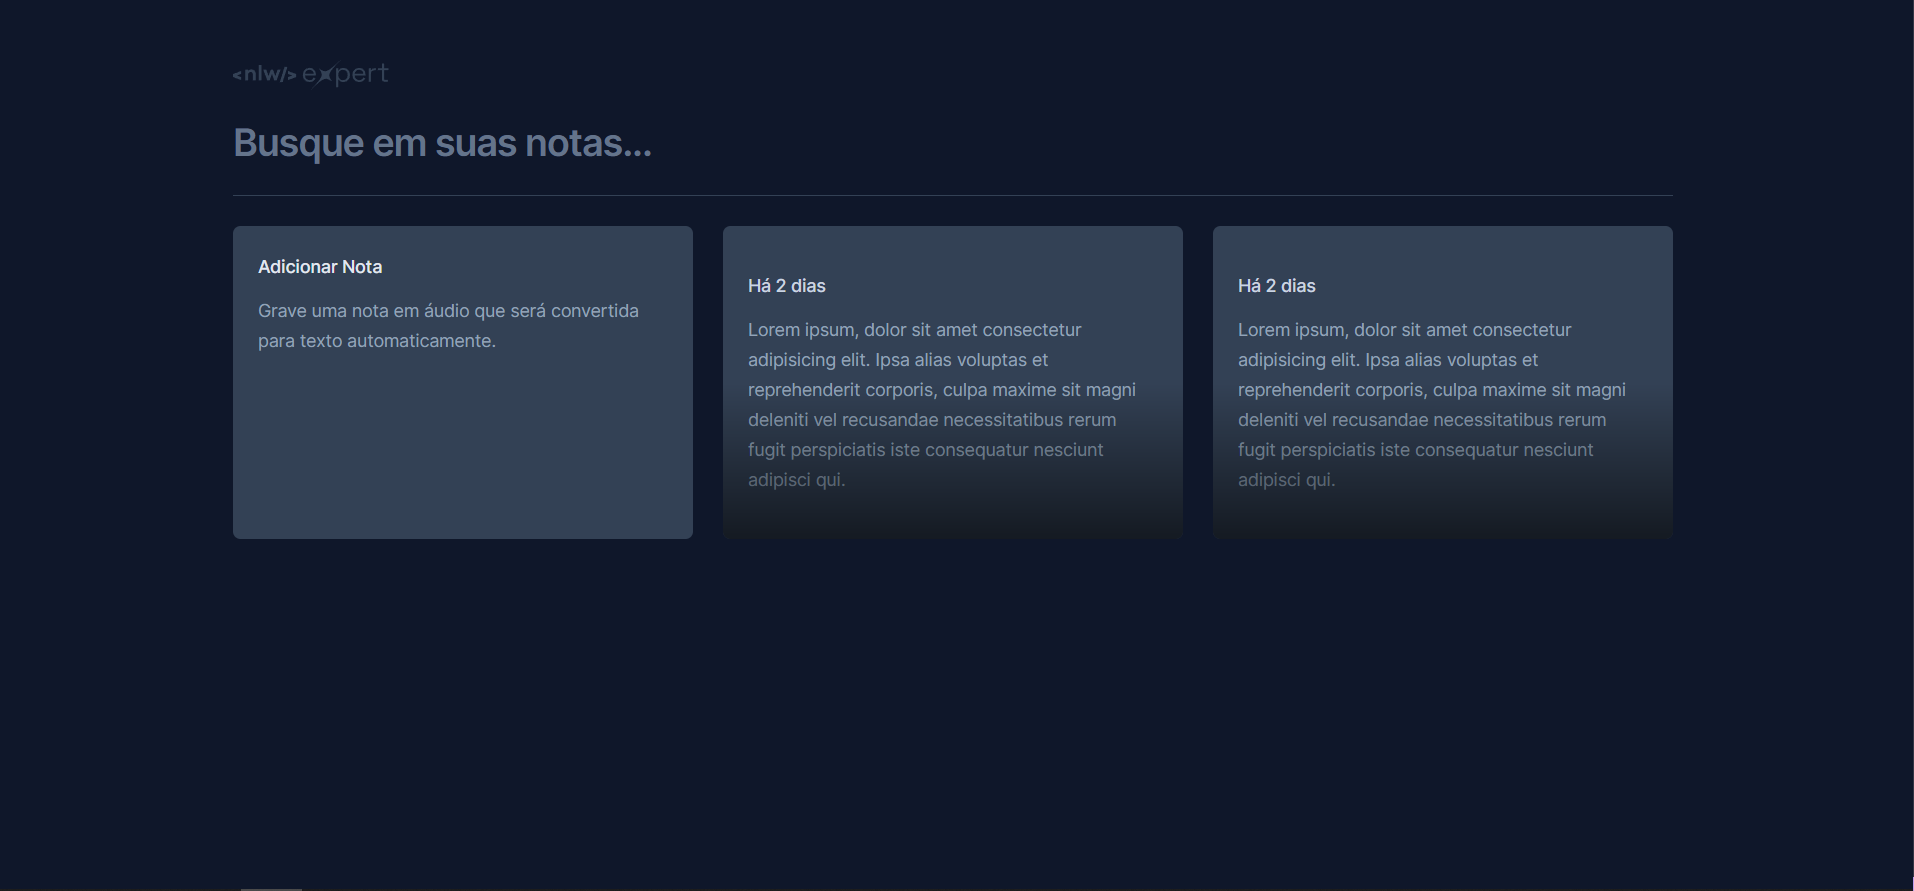 <nlw/> expert
Busque em suas notas...
Adicionar Nota
Grave uma nota em áudio que será convertida
para texto automaticamente.
Há 2 dias
Lorem ipsum, dolor sit amet consectetur
adipisicing elit. Ipsa alias voluptas et
reprehenderit corporis, culpa maxime sit magni
deleniti vel recusandae necessitatibus rerum
fugit perspiciatis iste consequatur nesciunt
adipisci qui.
Há 2 dias
Lorem ipsum, dolor sit amet consectetur
adipisicing elit. Ipsa alias voluptas et
reprehenderit corporis, culpa maxime sit magni
deleniti vel recusandae necessitatibus rerum
fugit perspiciatis iste consequatur nesciunt
adipisci qui.